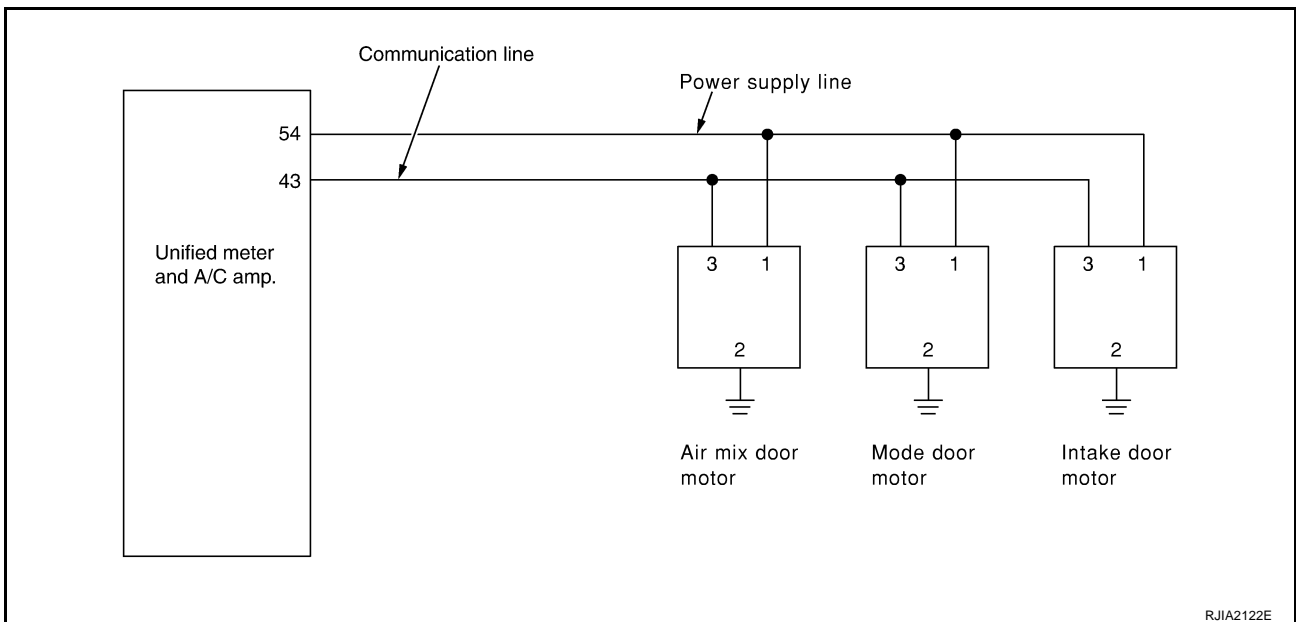 Communication line
Power supply line
54
43
Unified meter
and A/C amp.
3 1
3 1
3 1
2
2
2
Air mix door
motor
Mode door
motor
Intake door
motor
RJIA2122E